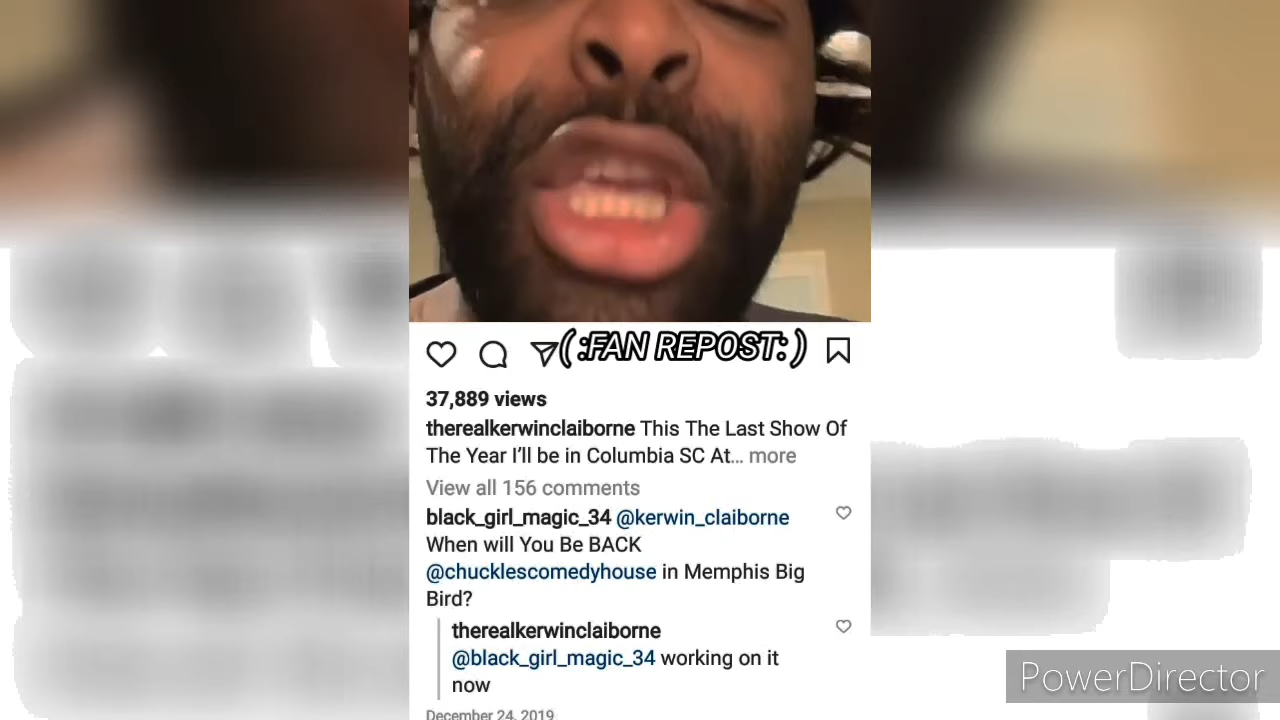 (:FAN REPOST:)
37,889 views
therealkerwinclaiborne This The Last Show Of
The Year I’ll be in Columbia SC At... more
View all 156 comments
black_girl_magic_34 @kerwin_claiborne
When will You Be BACK
@chucklescomedyhouse in Memphis Big
Bird?
therealkerwinclaiborne
@black_girl_magic_34 working on it
now
December 24, 2019
PowerDirector